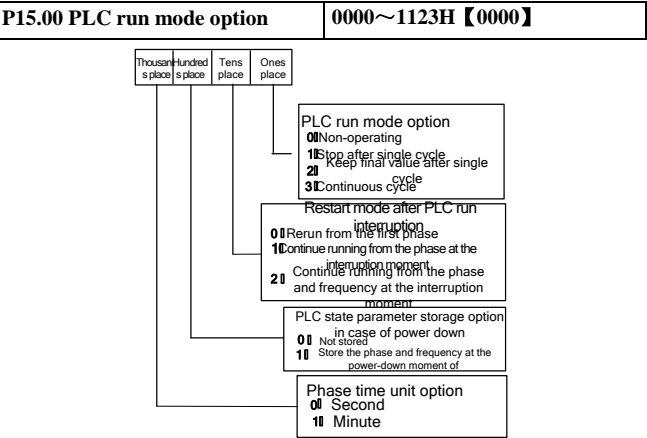 P15.00 PLC run mode option 0000～1123H【0000】
Thousan Hundred Tens Ones
s place s place place place
PLC run mode option
0 Non-operating
1 Stop after single cycle
2 Keep final value after single
cycle
3 Continuous cycle
Restart mode after PLC run
interruption
0 Rerun from the first phase
1 Continue running from the phase at the
interruption moment
2 Continue running from the phase
and frequency at the interruption
moment
PLC state parameter storage option
in case of power down
0 Not stored
1 Store the phase and frequency at the
power-down moment of
Phase time unit option
0 Second
1 Minute